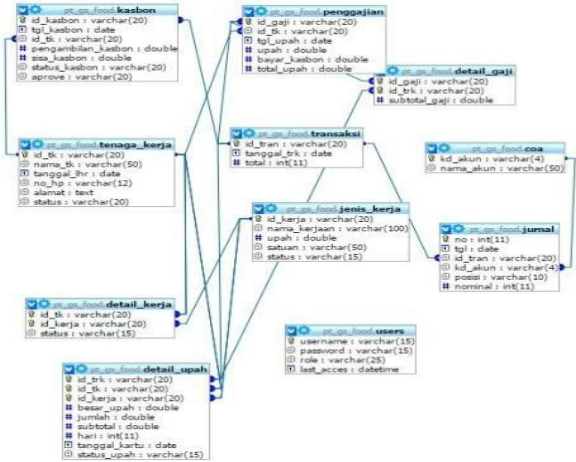 pt_gs_food.kasbon
id_kasbon : varchar(20)
tgl_kasbon : date
id_tk : varchar(20)
pengambilan_kasbon : double
sisa_kasbon : double
status_kasbon : varchar(20)
aprove : varchar(20)
pt_gs_food.penggajian
id_gaji : varchar(20)
id_tk : varchar(20)
tgl_upah : date
upah : double
bayar_kasbon : double
total_upah : double
pt_gs_food.detail_gaji
id_gaji : varchar(20)
id_trk : varchar(20)
subtotal_gaji : double
pt_gs_food.tenaga_kerja
id_tk : varchar(20)
nama_tk : varchar(50)
tanggal_lhr : date
no_hp : varchar(12)
alamat : text
status : varchar(20)
pt_gs_food.transaksi
id_tran : varchar(20)
tanggal_trk : date
total : int(11)
pt_gs_food.coa
kd_akun : varchar(4)
nama_akun : varchar(50)
pt_gs_food.jenis_kerja
id_kerja : varchar(20)
nama_kerjaan : varchar(100)
upah : double
satuan : varchar(50)
status : varchar(15)
pt_gs_food.jurnal
no : int(11)
tgl : date
id_tran : varchar(20)
kd_akun : varchar(4)
posisi : varchar(10)
nominal : int(11)
pt_gs_food.detail_kerja
id_tk : varchar(20)
id_kerja : varchar(20)
status : varchar(15)
pt_gs_food.users
username : varchar(15)
password : varchar(15)
role : varchar(25)
last_acces : datetime
pt_gs_food.detail_upah
id_trk : varchar(20)
id_tk : varchar(20)
id_kerja : varchar(20)
besar_upah : double
jumlah : double
subtotal : double
hari : int(11)
tanggal_kartu : date
status_upah : varchar(15)